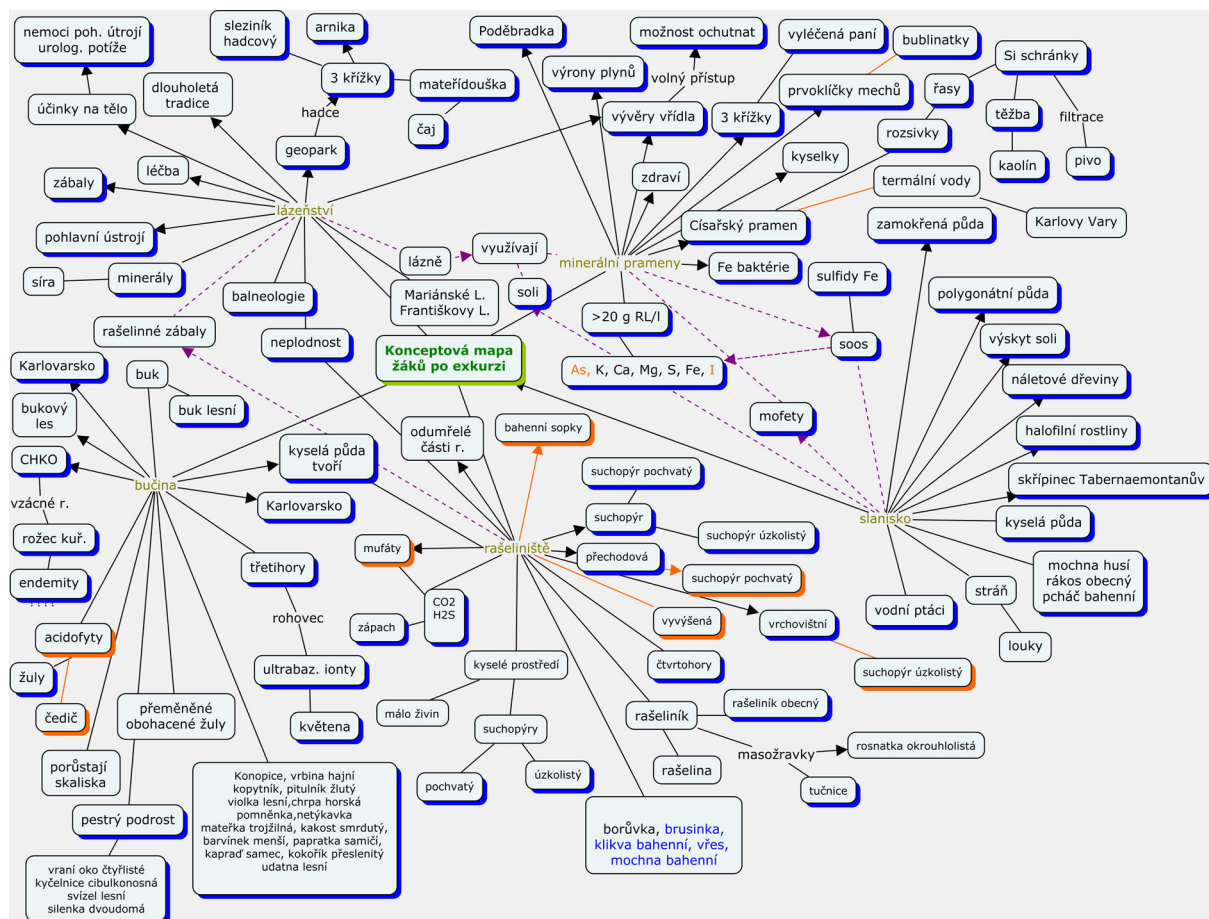 nemoci poh. útrojí
urolog. potíže
sleziník
hadcový
arnika
Poděbradka
možnost ochutnat
vyléčená paní
bublinatky
Si schránky
účinky na tělo
dlouholetá
tradice
3 křížky
mateřídouška
výrony plynů
volný přístup
prvoklíčky mechů
řasy
hadce
čaj
vývěry vřídla
3 křížky
rozsivky
těžba
filtrace
geopark
zábaly
léčba
zdraví
kyselky
kaolín
pivo
termální vody
lázeňství
pohlavní ústrojí
Císařský pramen
zamokřená půda
Karlovy Vary
síra
minerály
lázně
využívají
minerální prameny
Fe baktérie
sulfidy Fe
balneologie
Mariánské L.
Františkovy L.
soli
polygonátní půda
rašelinné zábaly
neplodnost
>20 g RL/l
soos
výskyt soli
Konceptová mapa
žáků po exkurzi
Karlovarsko
buk
As, K, Ca, Mg, S, Fe, I
náletové dřeviny
buk lesní
bukový
les
mofety
halofilní rostliny
odumřelé
části r.
bahenní sopky
CHKO
kyselá půda
tvoří
suchopýr pochvatý
skřípinec Tabernaemontanův
bučina
vzácné r.
Karlovarsko
suchopýr
slanisko
kyselá půda
rožec kuř.
suchopýr úzkolistý
mufáty
rašeliniště
přechodová
endemity
třetihory
suchopýr pochvatý
mochna husí
rákos obecný
pcháč bahenní
stráň
CO2
H2S
vodní ptáci
acidofyty
rohovec
zápach
vyvýšená
vrchovištní
louky
žuly
ultrabaz. ionty
kyselé prostředí
čtvrtohory
suchopýr úzkolistý
čedič
přeměněné
obohacené žuly
květena
málo živin
rašeliník
rašeliník obecný
suchopýry
masožravky
rosnatka okrouhlolistá
porůstají
skaliska
rašelina
pochvatý
úzkolistý
tučnice
Konopice, vrbina hajní
kopytník, pitulník žlutý
violka lesní,chrpa horská
pomněnka,netýkavka
mateřka trojžilná, kakost smrdutý,
barvínek menší, papratka samičí,
kapraď samec, kokořík přeslenitý
udatna lesní
pestrý podrost
borůvka, brusinka,
klikva bahenní, vřes,
mochna bahenní
vraní oko čtyřlisté
kyčelnice cibulkonosná
svízel lesní
silenka dvoudomá